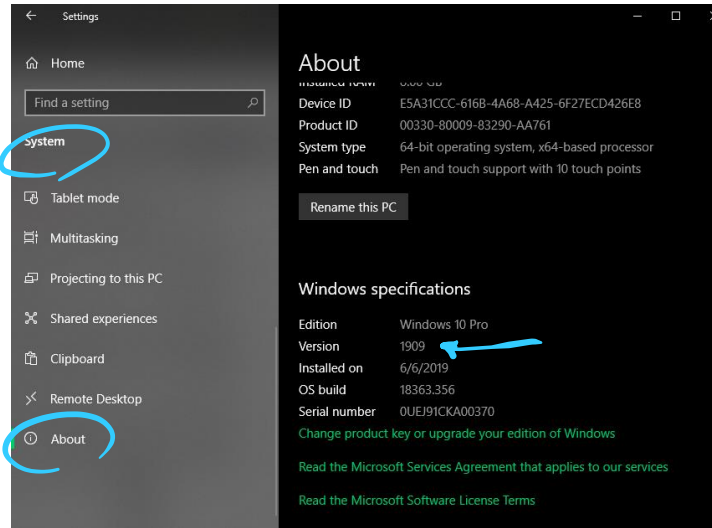 Settings
Home
Find a setting
System
Tablet mode
Multitasking
Projecting to this PC
Shared experiences
Clipboard
Remote Desktop
About
About
Installed RAM 8.00 GB
Device ID E5A31CCC-616B-4A68-A425-6F27ECD426E8
Product ID 00330-80009-83290-AA761
System type 64-bit operating system, x64-based processor
Pen and touch Pen and touch support with 10 touch points
Rename this PC
Windows specifications
Edition Windows 10 Pro
Version 1909
Installed on 6/6/2019
OS build 18363.356
Serial number 0UEJ91CKA00370
Change product key or upgrade your edition of Windows
Read the Microsoft Services Agreement that applies to our services
Read the Microsoft Software License Terms